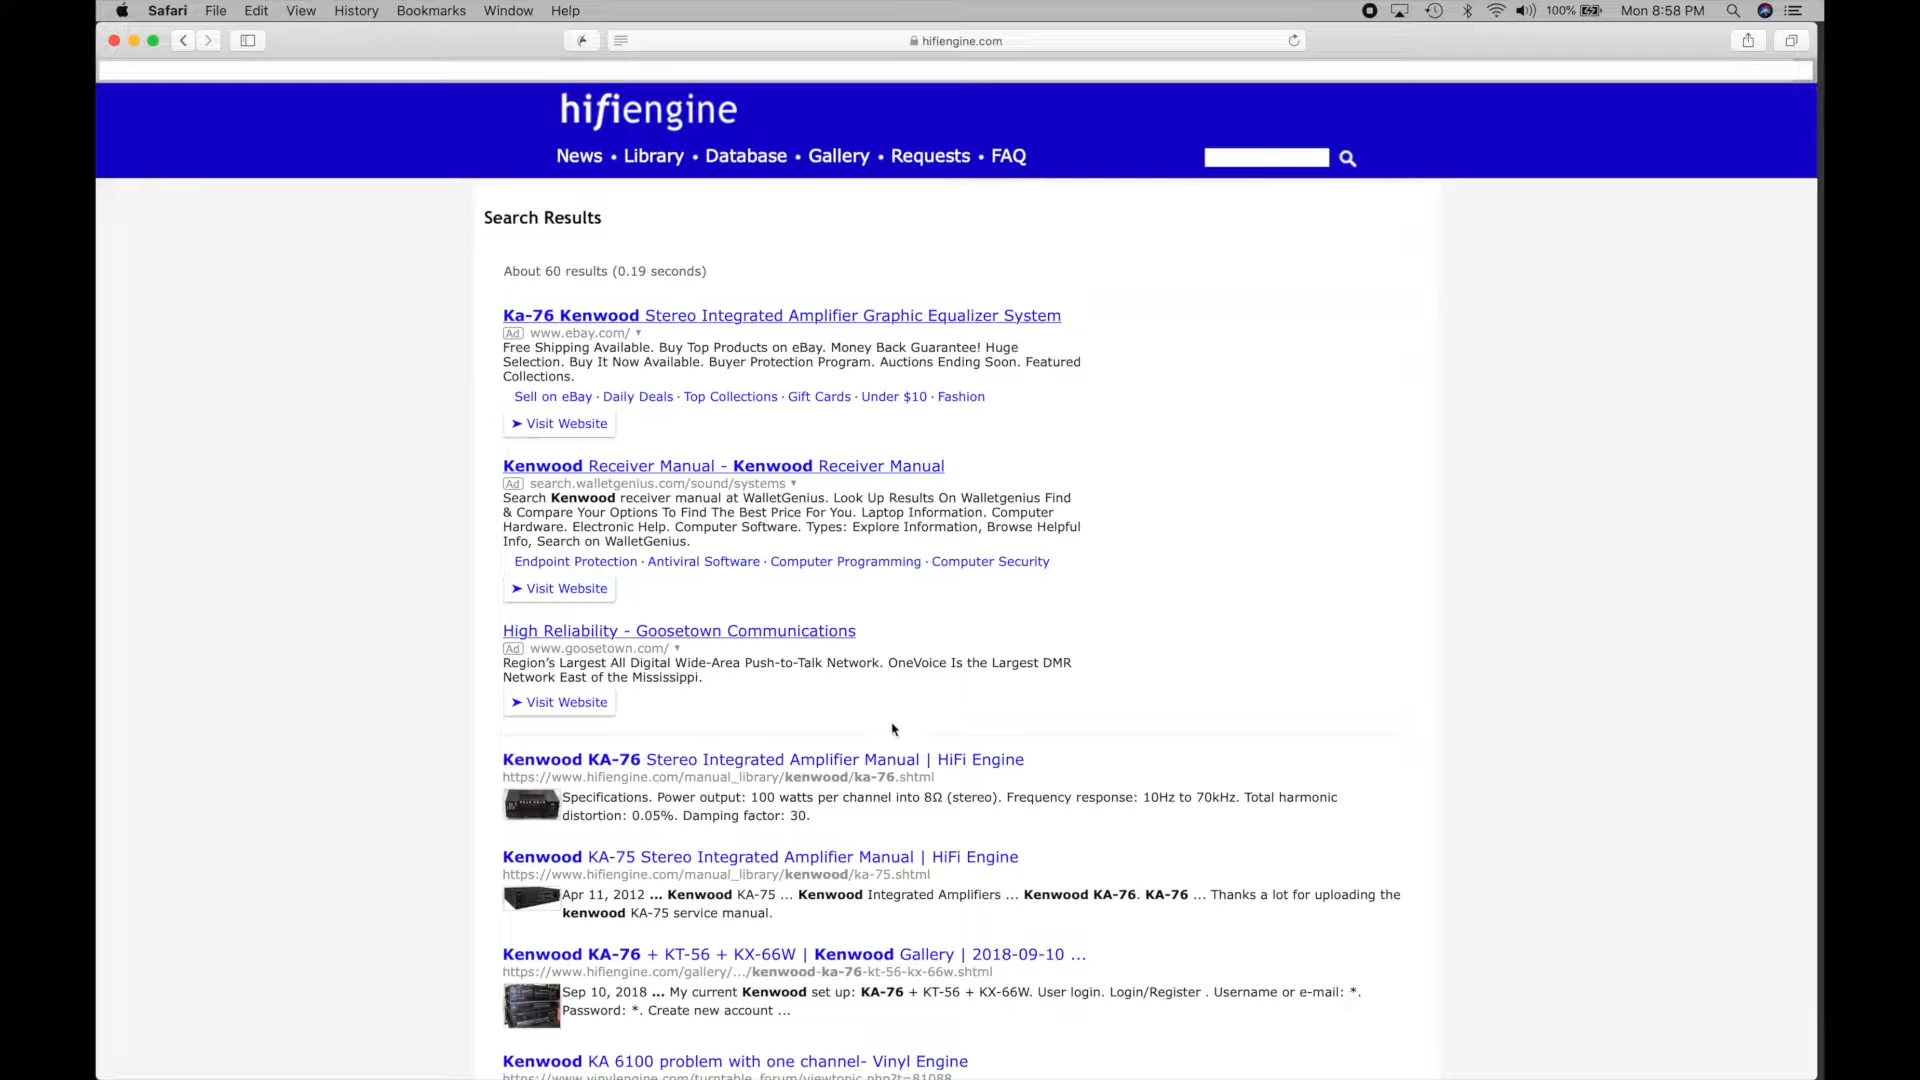 Safari File Edit View History Bookmarks Window Help 100% Mon 8:58 PM
hifiengine.com
hifiengine
News • Library • Database • Gallery • Requests • FAQ
Search Results
About 60 results (0.19 seconds)
Ka-76 Kenwood Stereo Integrated Amplifier Graphic Equalizer System
Ad www.ebay.com/
Free Shipping Available. Buy Top Products on eBay. Money Back Guarantee! Huge
Selection. Buy It Now Available. Buyer Protection Program. Auctions Ending Soon. Featured
Collections.
Sell on eBay · Daily Deals · Top Collections · Gift Cards · Under $10 · Fashion
Visit Website
Kenwood Receiver Manual - Kenwood Receiver Manual
Ad search.walletgenius.com/sound/systems
Search Kenwood receiver manual at WalletGenius. Look Up Results On Walletgenius Find
& Compare Your Options To Find The Best Price For You. Laptop Information. Computer
Hardware. Electronic Help. Computer Software. Types: Explore Information, Browse Helpful
Info, Search on WalletGenius.
Endpoint Protection · Antiviral Software · Computer Programming · Computer Security
Visit Website
High Reliability - Goosetown Communications
Ad www.goosetown.com/
Region's Largest All Digital Wide-Area Push-to-Talk Network. OneVoice Is the Largest DMR
Network East of the Mississippi.
Visit Website
Kenwood KA-76 Stereo Integrated Amplifier Manual | HiFi Engine
https://www.hifiengine.com/manual_library/kenwood/ka-76.shtml
Specifications. Power output: 100 watts per channel into 8Ω (stereo). Frequency response: 10Hz to 70kHz. Total harmonic
distortion: 0.05%. Damping factor: 30.
Kenwood KA-75 Stereo Integrated Amplifier Manual | HiFi Engine
https://www.hifiengine.com/manual_library/kenwood/ka-75.shtml
Apr 11, 2012 ... Kenwood KA-75 ... Kenwood Integrated Amplifiers ... Kenwood KA-76. KA-76 ... Thanks a lot for uploading the
kenwood KA-75 service manual.
Kenwood KA-76 + KT-56 + KX-66W | Kenwood Gallery | 2018-09-10 ...
https://www.hifiengine.com/gallery/.../kenwood-ka-76-kt-56-kx-66w.shtml
Sep 10, 2018 ... My current Kenwood set up: KA-76 + KT-56 + KX-66W. User login. Login/Register . Username or e-mail: *.
Password: *. Create new account ...
Kenwood KA 6100 problem with one channel- Vinyl Engine
https://www.vinylengine.com/turntable_forum/viewtopic.php?t=81088